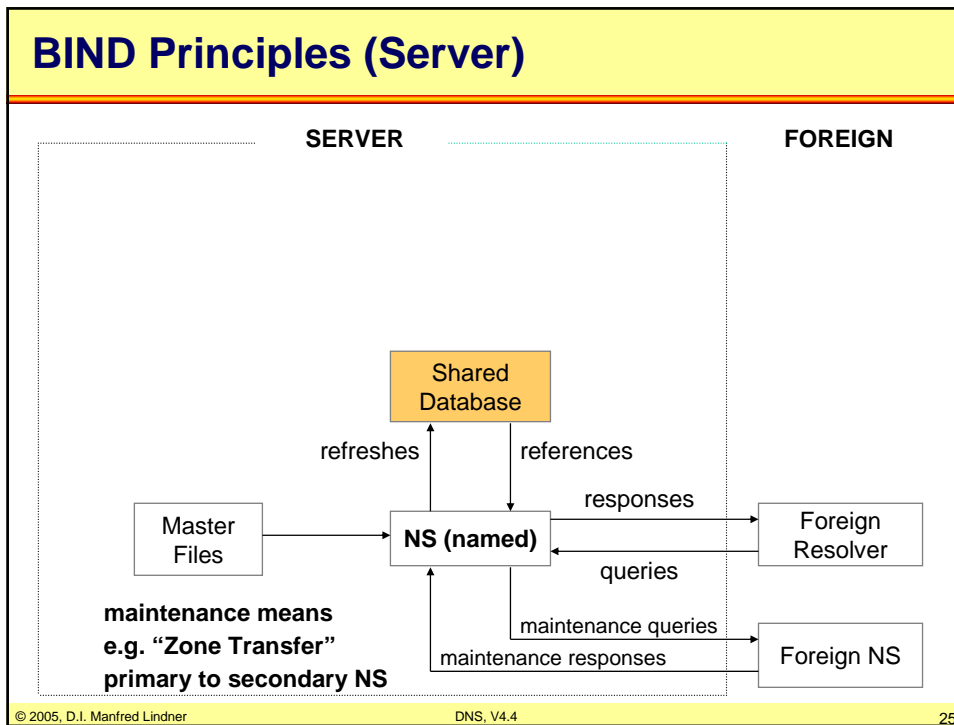 BIND Principles (Server)
SERVER
FOREIGN
Shared
Database
refreshes
references
responses
Master
Files
NS (named)
Foreign
Resolver
queries
maintenance means
e.g. “Zone Transfer”
primary to secondary NS
maintenance queries
maintenance responses
Foreign NS
© 2005, D.I. Manfred Lindner
DNS, V4.4
25